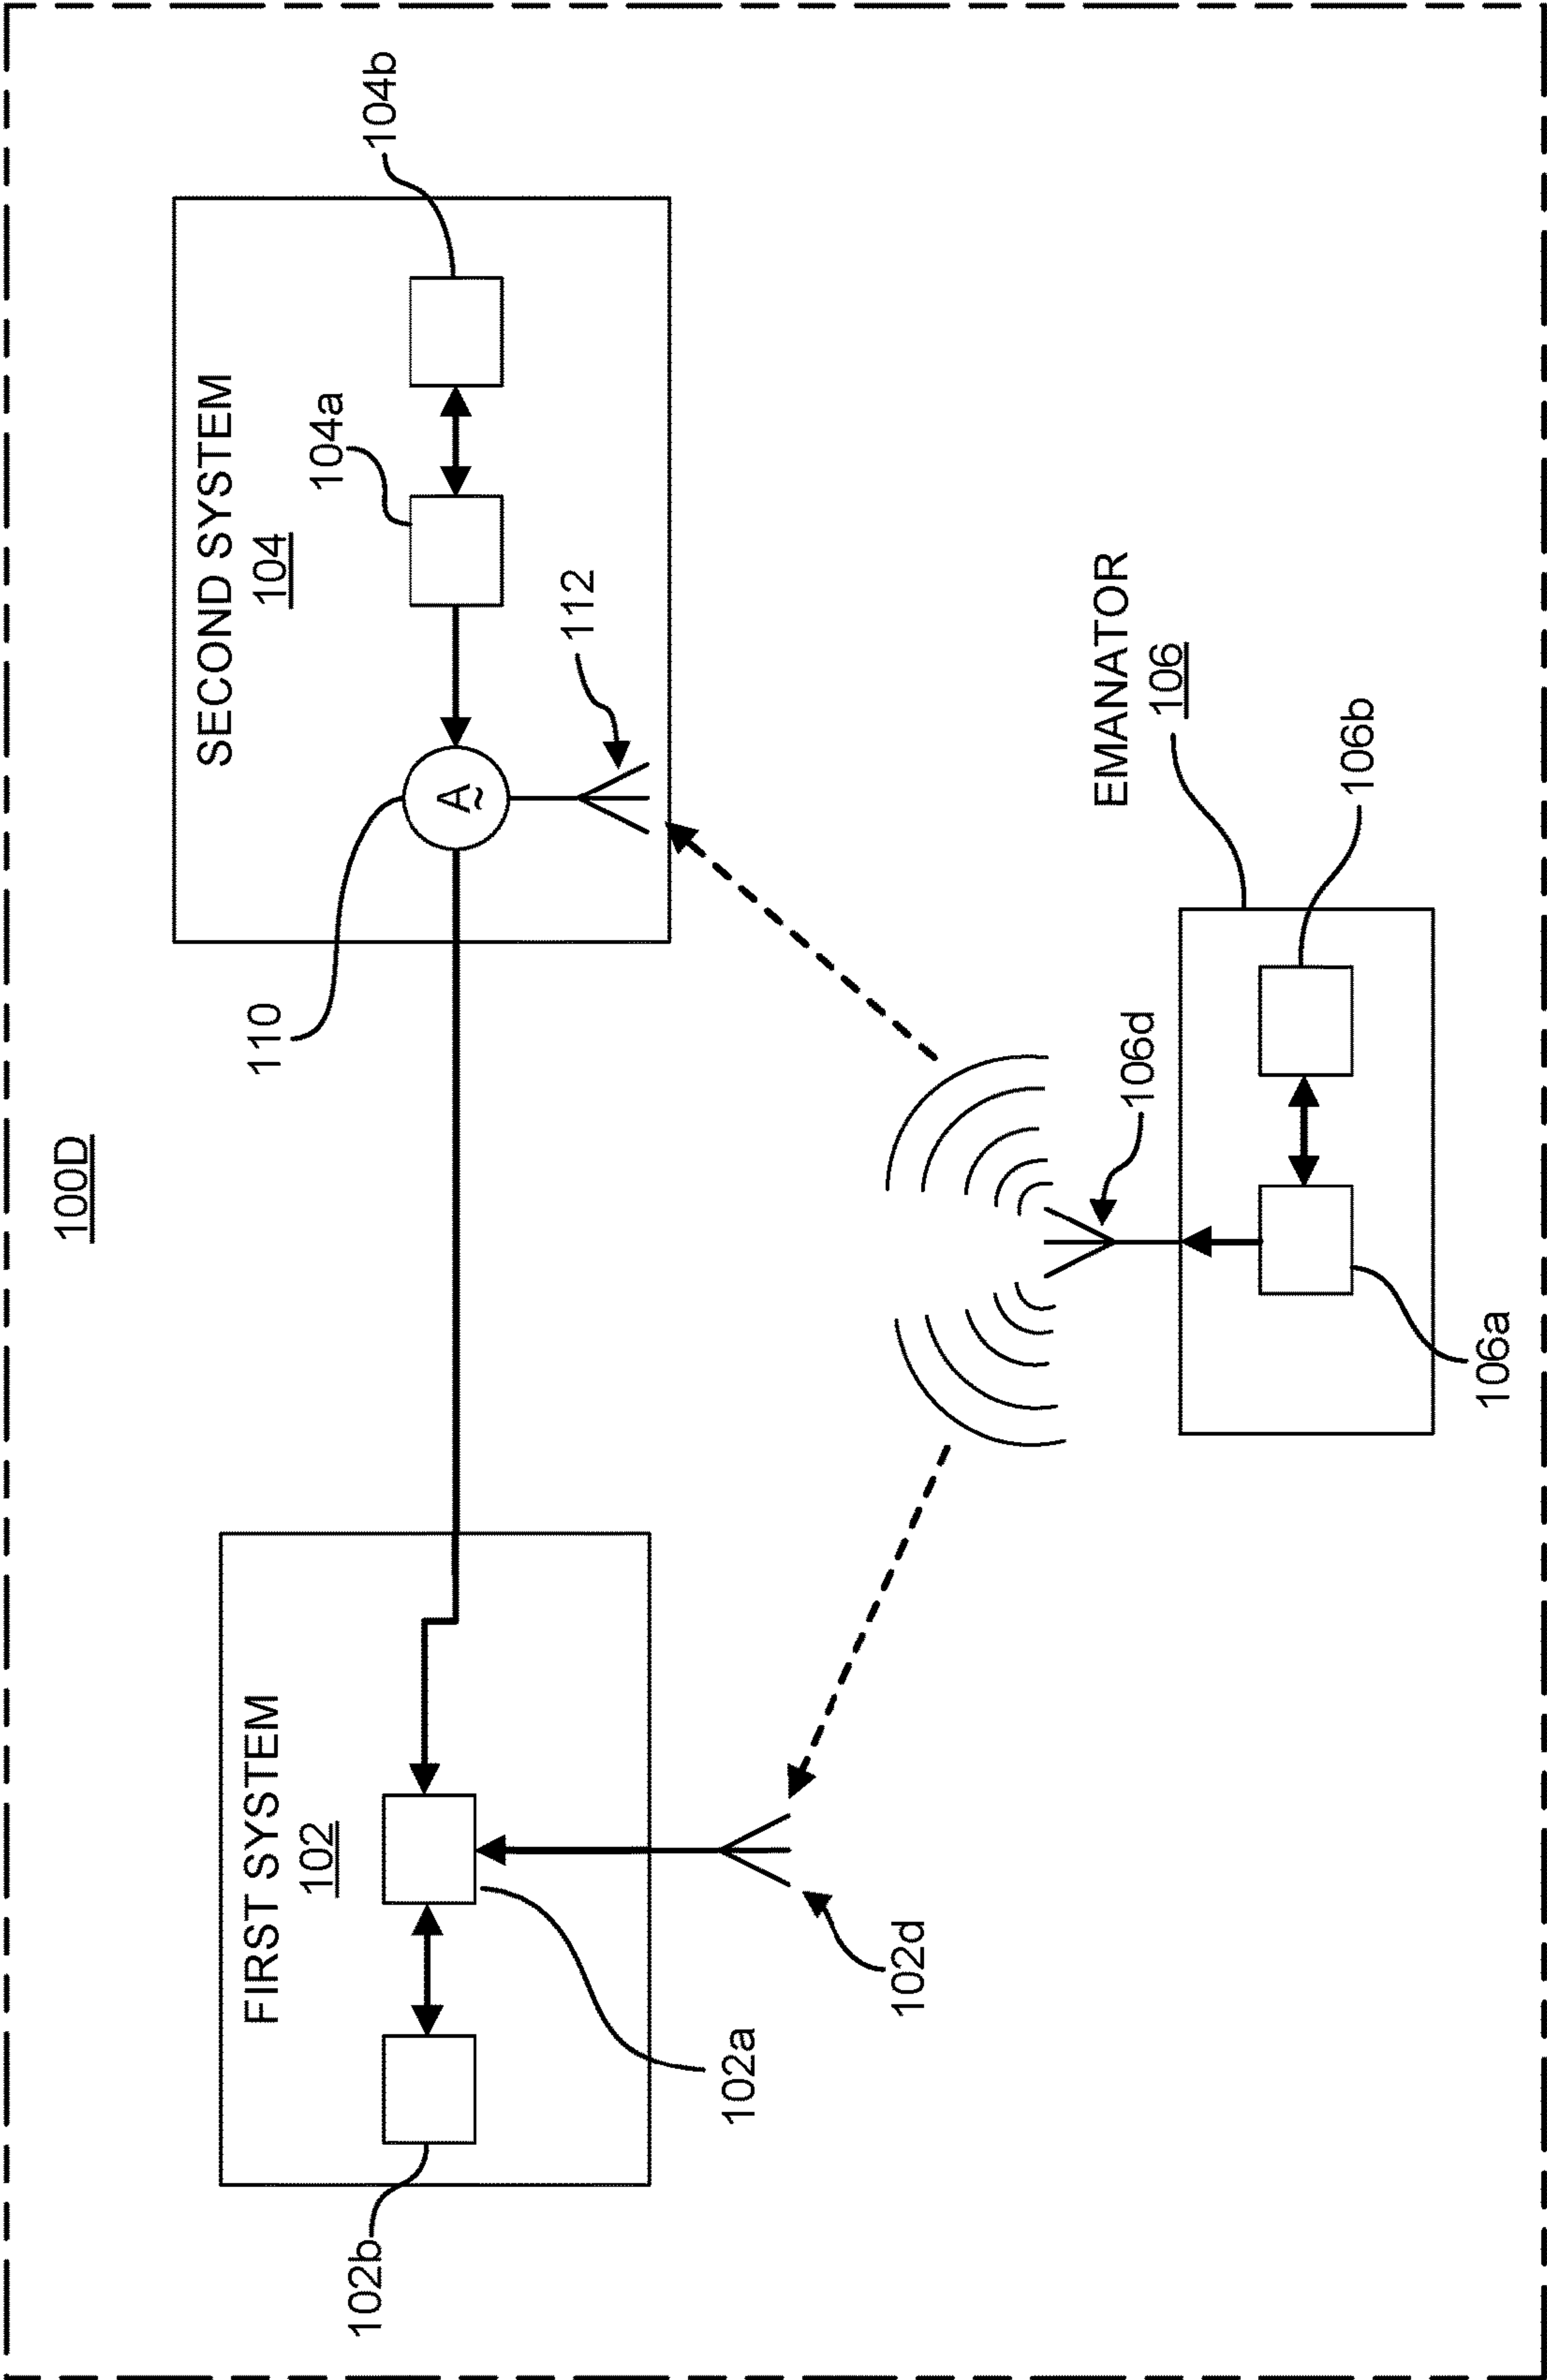 100D
FIRST SYSTEM
102
102b
102a
102d
SECOND SYSTEM
104
104a
104b
110
Ã
112
EMANATOR
106
106d
106b
106a